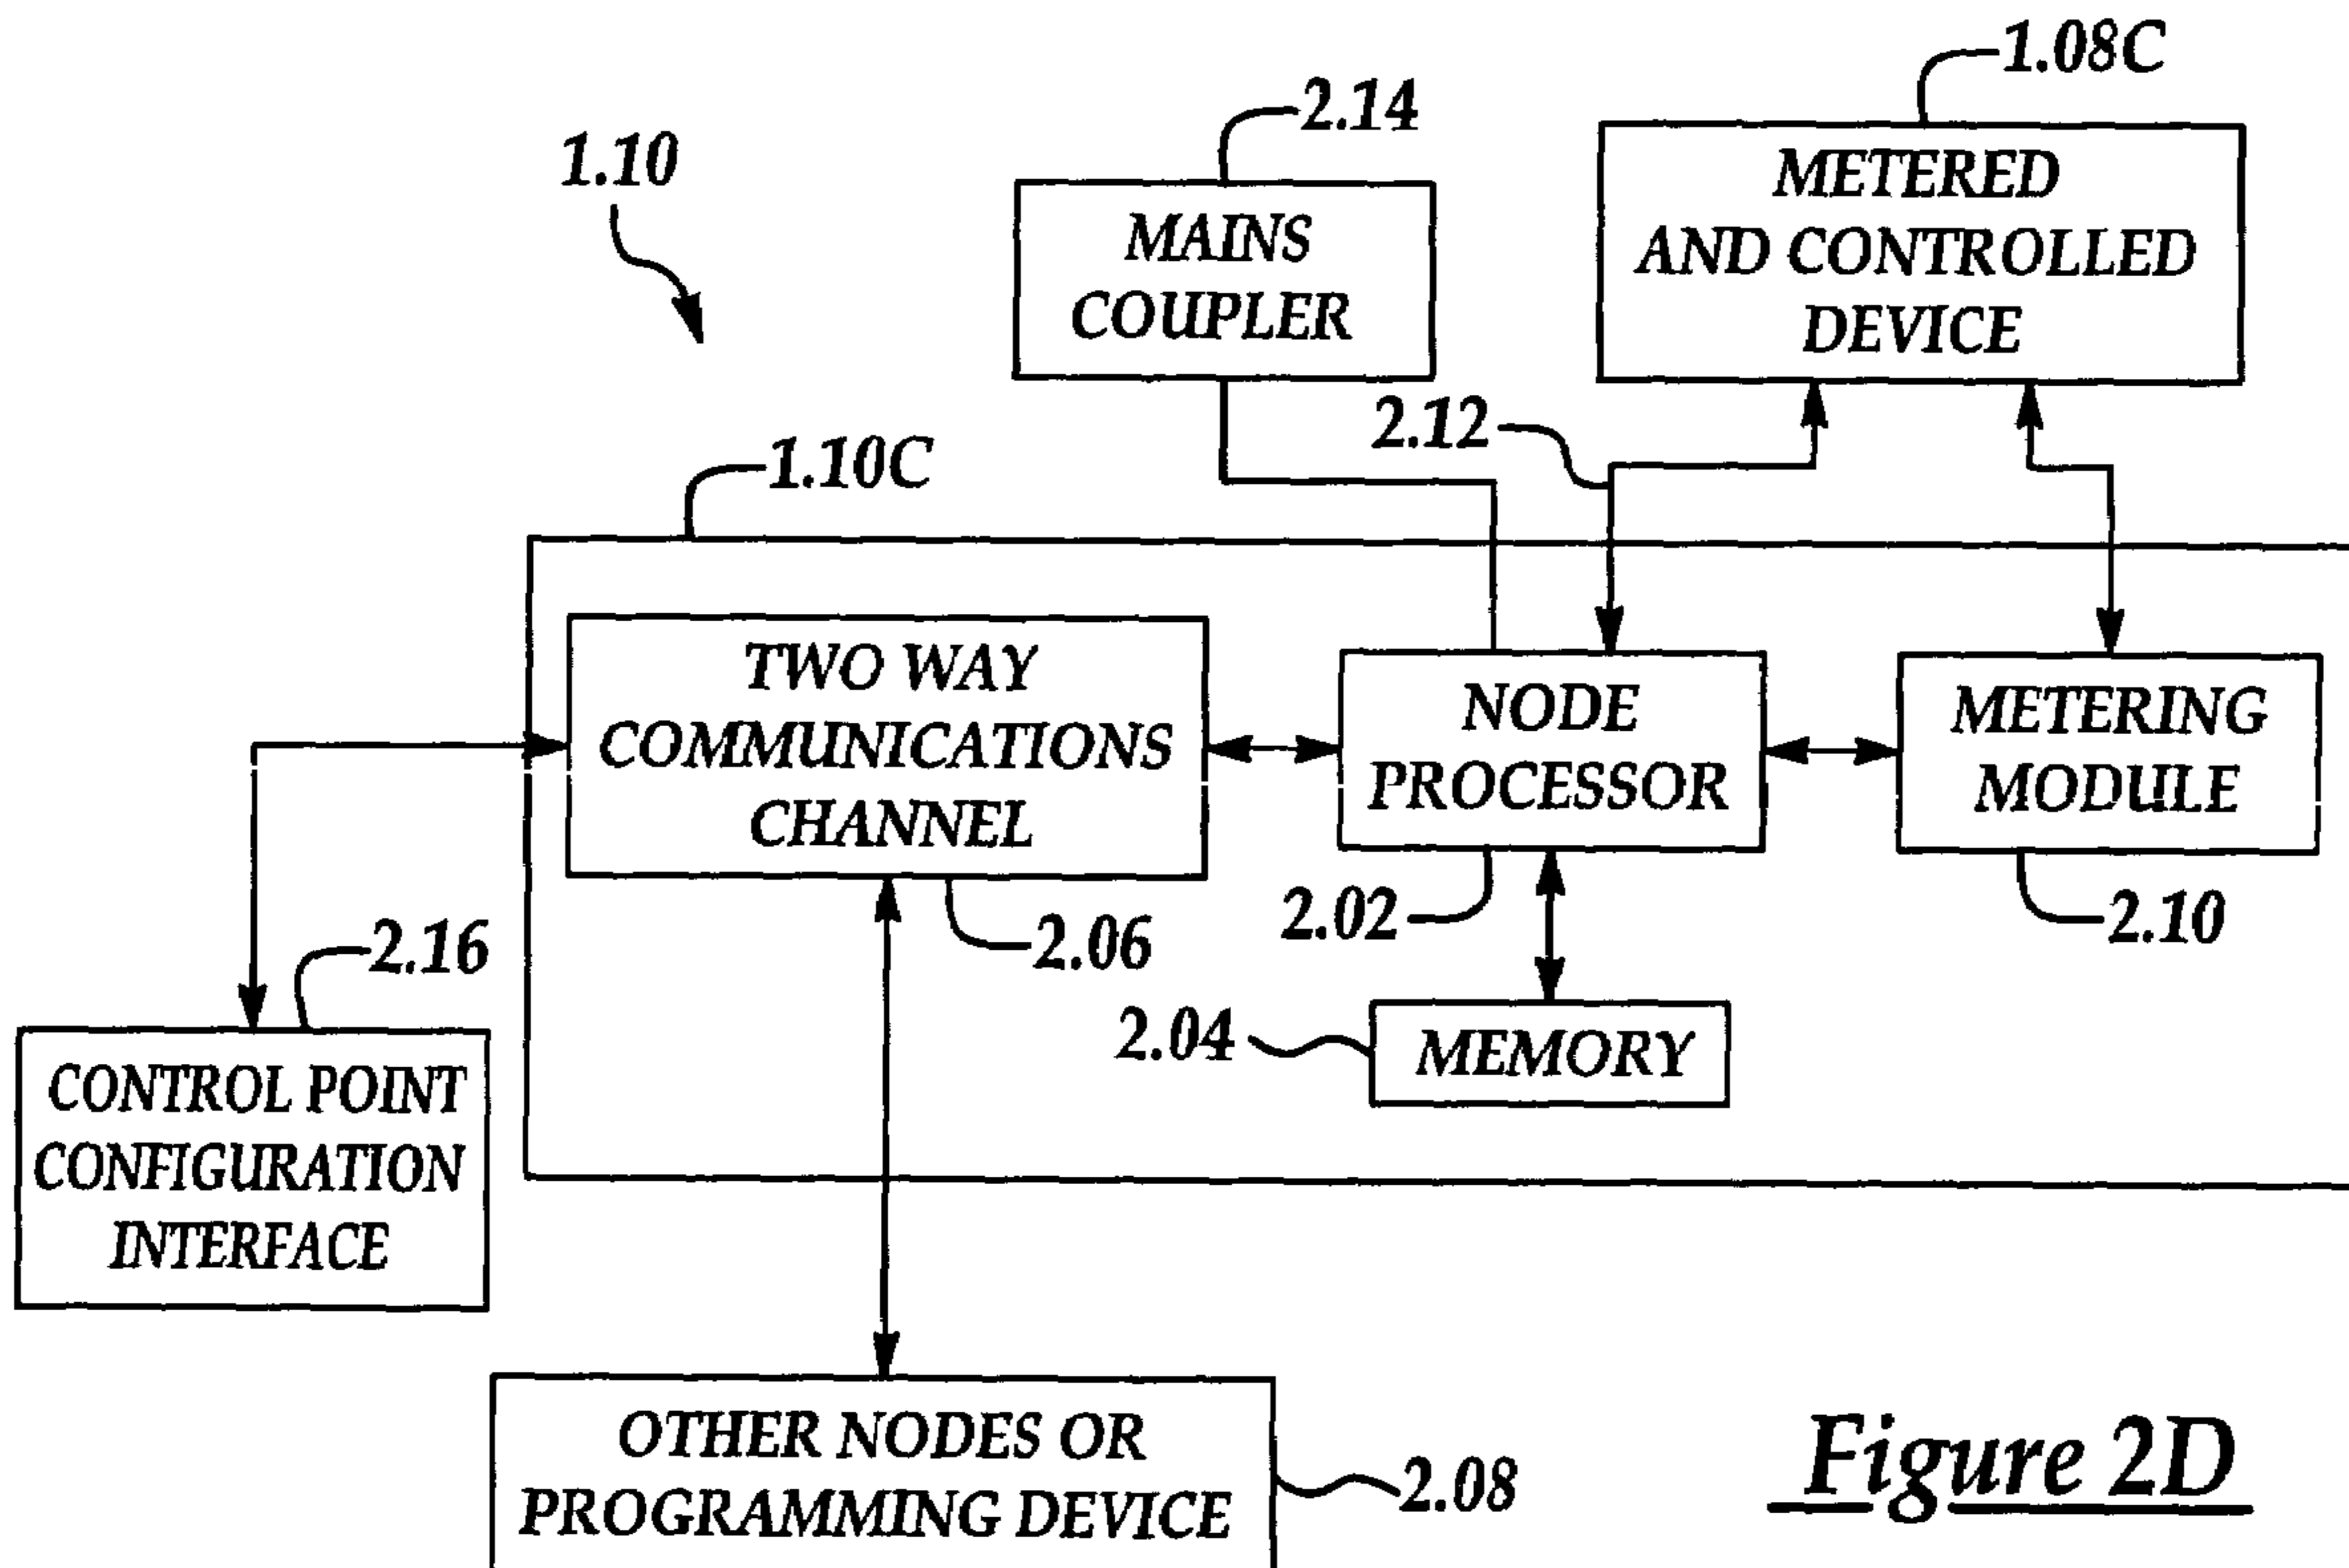 1.08C
2.14
1.10
METERED
AND CONTROLLED
DEVICE
MAINS
COUPLER
2.12
1.10C
TWO WAY
COMMUNICATIONS
CHANNEL
NODE
PROCESSOR
METERING
MODULE
2.02
2.10
2.06
2.16
2.04
MEMORY
CONTROL POINT
CONFIGURATION
INTERFACE
OTHER NODES OR
PROGRAMMING DEVICE
2.08
Figure 2D